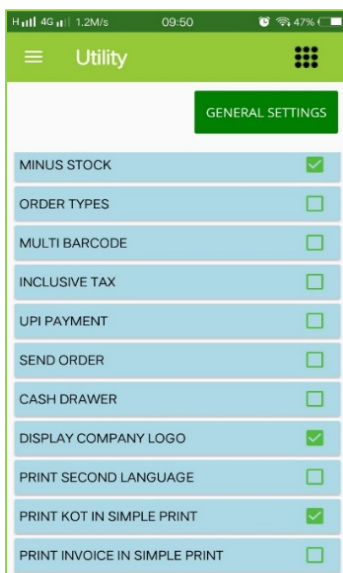 4G 1.2M/s 09:50 47%
Utility
GENERAL SETTINGS
MINUS STOCK
ORDER TYPES
MULTI BARCODE
INCLUSIVE TAX
UPI PAYMENT
SEND ORDER
CASH DRAWER
DISPLAY COMPANY LOGO
PRINT SECOND LANGUAGE
PRINT KOT IN SIMPLE PRINT
PRINT INVOICE IN SIMPLE PRINT